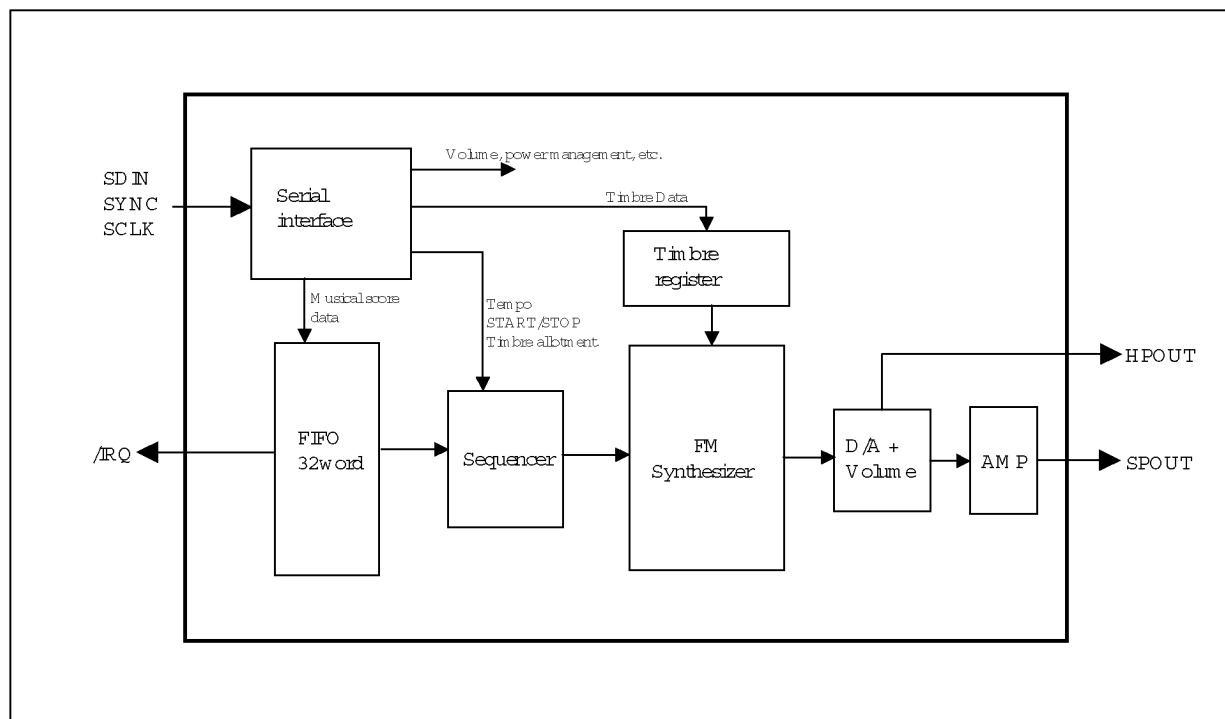 Volume, power management, etc.
SDIN
SYNC
SCLK
Serial
interface
Timbre Data
Timbre
register
Musical score
data
Tempo
START/STOP
Timbre allotment
HPOUT
/IRQ
FIFO
32word
Sequencer
FM
Synthesizer
D/A +
Volume
AMP
SPOUT